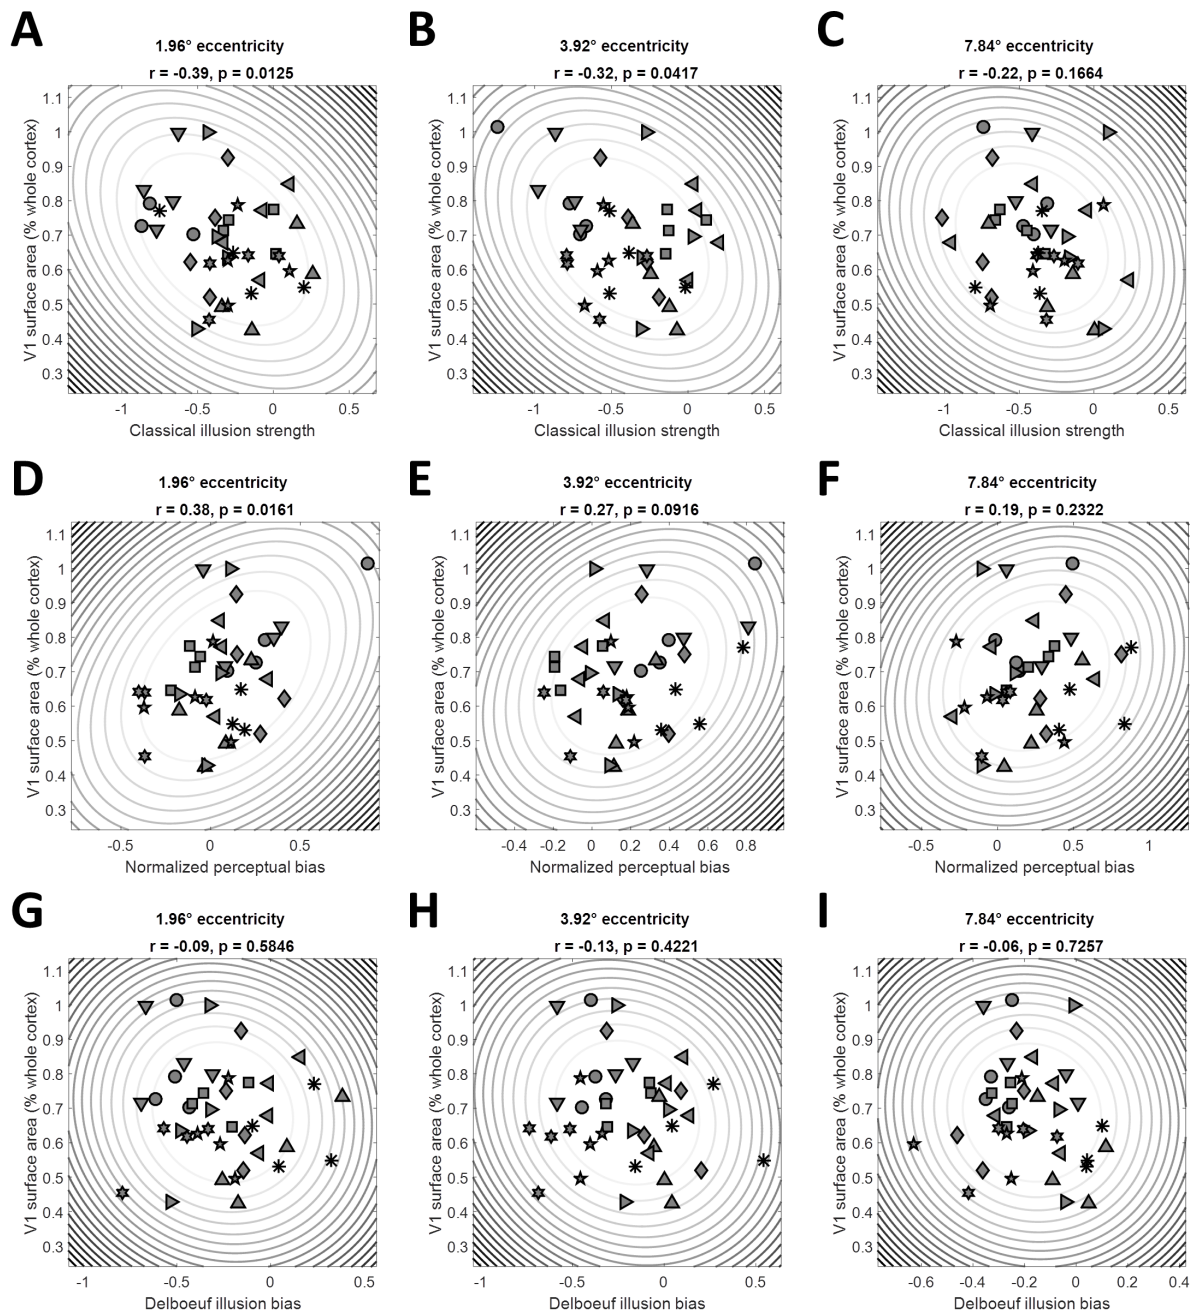 A B C
1.96° eccentricity 3.92° eccentricity 7.84° eccentricity
r = -0.39, p = 0.0125 r = -0.32, p = 0.0417 r = -0.22, p = 0.1664
V1 surface area (% whole cortex) V1 surface area (% whole cortex) V1 surface area (% whole cortex)
1.1 1.1 1.1
1 1 1
0.9 0.9 0.9
0.8 0.8 0.8
0.7 0.7 0.7
0.6 0.6 0.6
0.5 0.5 0.5
0.4 0.4 0.4
0.3 0.3 0.3
-1 -0.5 0 0.5 -1 -0.5 0 0.5 -1 -0.5 0 0.5
Classical illusion strength Classical illusion strength Classical illusion strength
D E F
1.96° eccentricity 3.92° eccentricity 7.84° eccentricity
r = 0.38, p = 0.0161 r = 0.27, p = 0.0916 r = 0.19, p = 0.2322
V1 surface area (% whole cortex) V1 surface area (% whole cortex) V1 surface area (% whole cortex)
1.1 1.1 1.1
1 1 1
0.9 0.9 0.9
0.8 0.8 0.8
0.7 0.7 0.7
0.6 0.6 0.6
0.5 0.5 0.5
0.4 0.4 0.4
0.3 0.3 0.3
-0.5 0 0.5 -0.4 -0.2 0 0.2 0.4 0.6 0.8 -0.5 0 0.5 1
Normalized perceptual bias Normalized perceptual bias Normalized perceptual bias
G H I
1.96° eccentricity 3.92° eccentricity 7.84° eccentricity
r = -0.09, p = 0.5846 r = -0.13, p = 0.4221 r = -0.06, p = 0.7257
V1 surface area (% whole cortex) V1 surface area (% whole cortex) V1 surface area (% whole cortex)
1.1 1.1 1.1
1 1 1
0.9 0.9 0.9
0.8 0.8 0.8
0.7 0.7 0.7
0.6 0.6 0.6
0.5 0.5 0.5
0.4 0.4 0.4
0.3 0.3 0.3
-1 -0.5 0 0.5 -1 -0.5 0 0.5 -0.6 -0.4 -0.2 0 0.2 0.4
Delboeuf illusion bias Delboeuf illusion bias Delboeuf illusion bias